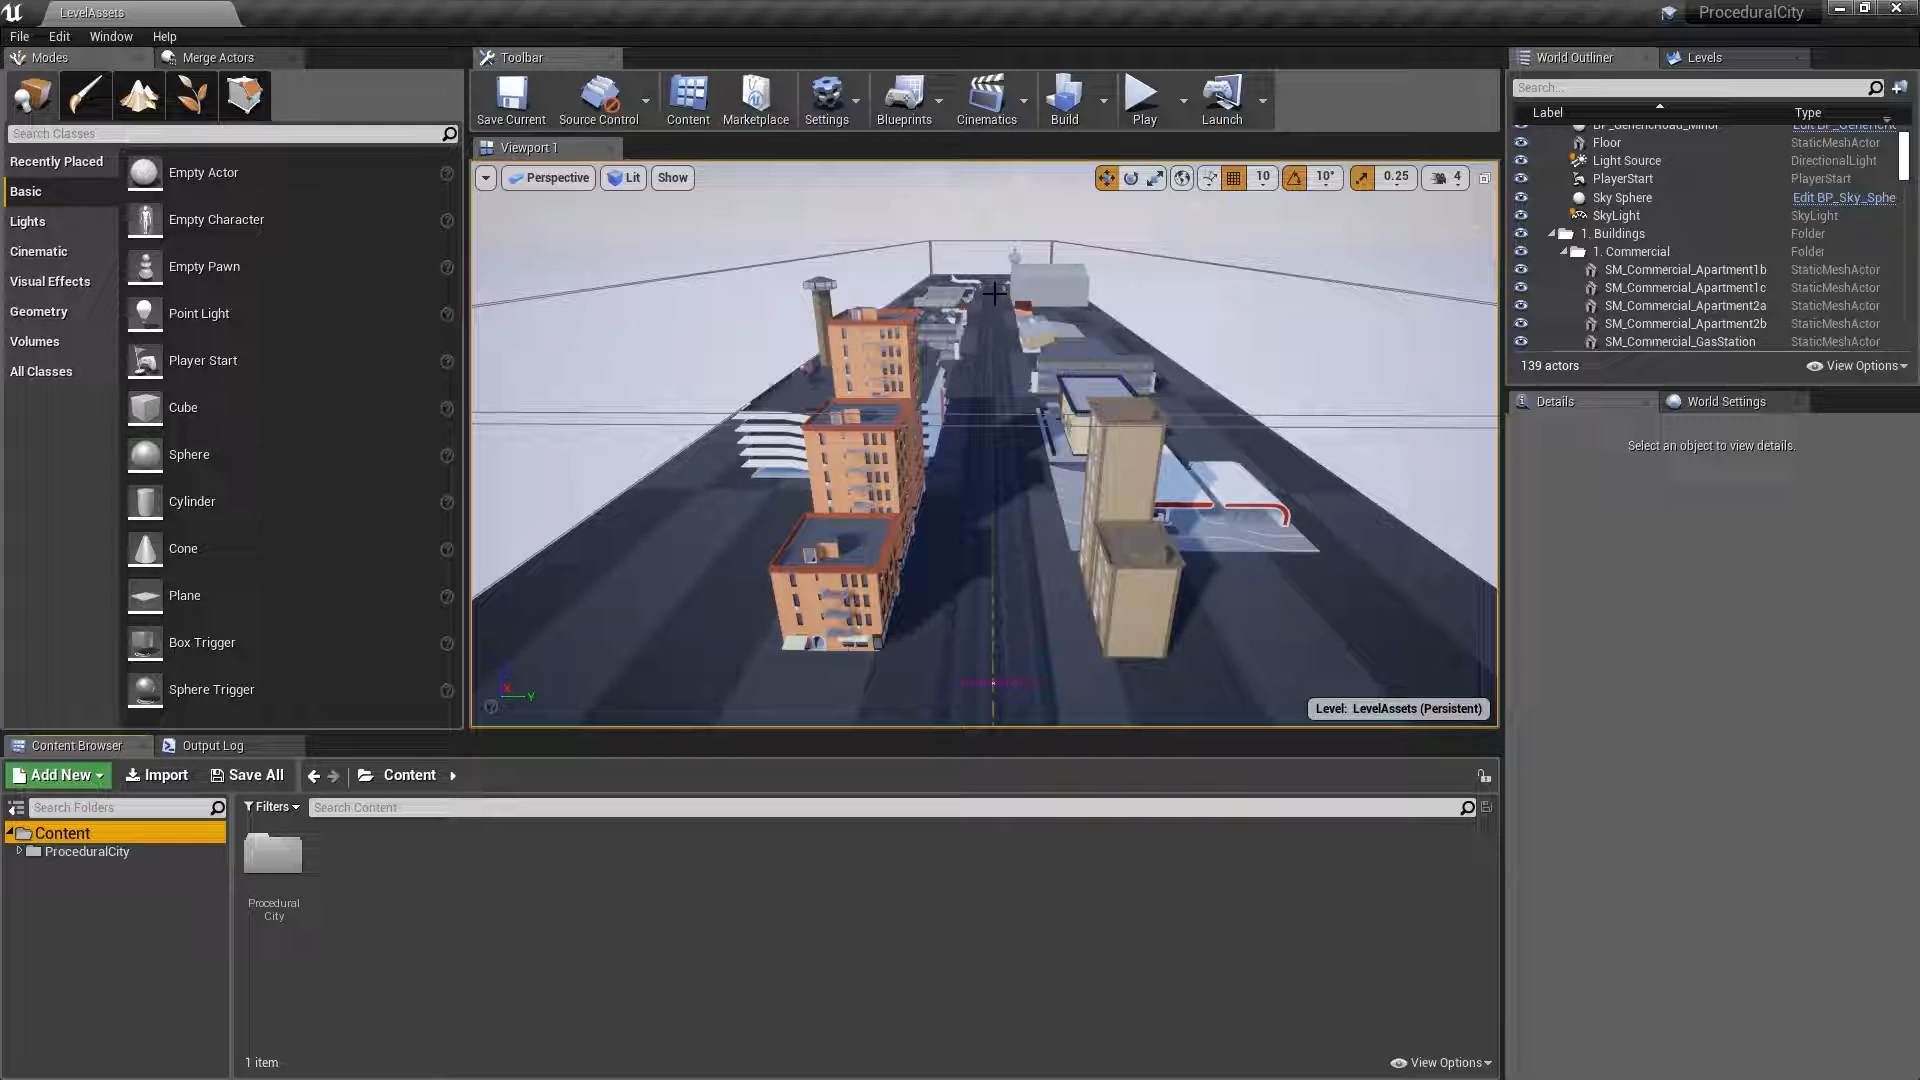 LevelAssets
ProceduralCity
File
Edit
Window
Help
Modes
Merge Actors
Toolbar
World Outliner
Levels
Search Classes
Save Current
Source Control
Content
Marketplace
Settings
Blueprints
Cinematics
Build
Play
Launch
Search...
Label
Type
Recently Placed
Basic
Lights
Cinematic
Visual Effects
Geometry
Volumes
All Classes
Empty Actor
Empty Character
Empty Pawn
Point Light
Player Start
Cube
Sphere
Cylinder
Cone
Plane
Box Trigger
Sphere Trigger
Viewport 1
Perspective
Lit
Show
10
10°
0.25
4
X
Y
Level: LevelAssets (Persistent)
BP_GenericRoad_Minor
Floor StaticMeshActor
Light Source DirectionalLight
PlayerStart PlayerStart
Sky Sphere Edit BP_Sky_Sphe
SkyLight SkyLight
1. Buildings Folder
1. Commercial Folder
SM_Commercial_Apartment1b StaticMeshActor
SM_Commercial_Apartment1c StaticMeshActor
SM_Commercial_Apartment2a StaticMeshActor
SM_Commercial_Apartment2b StaticMeshActor
SM_Commercial_GasStation StaticMeshActor
139 actors
View Options
Details
World Settings
Select an object to view details.
Content Browser
Output Log
Add New
Import
Save All
Content
Search Folders
Filters
Search Content
Content
ProceduralCity
Procedural
City
1 item
View Options